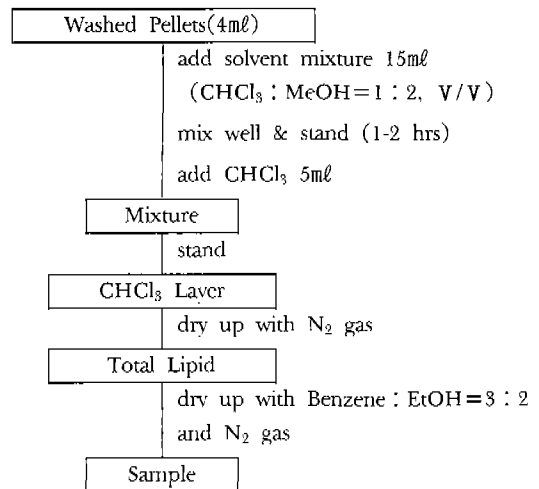 Washed Pellets(4mℓ)
add solvent mixture 15mℓ
(CHCl₃ : MeOH=1 : 2, V/V)
mix well & stand (1-2 hrs)
add CHCl₃ 5mℓ
Mixture
stand
CHCl₃ Layer
dry up with N₂ gas
Total Lipid
dry up with Benzene : EtOH=3 : 2
and N₂ gas
Sample